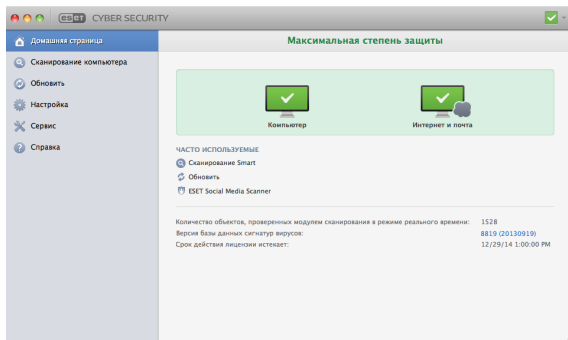 eset CYBER SECURITY
Домашняя страница
Сканирование компьютера
Обновить
Настройка
Сервис
Справка
Максимальная степень защиты
Компьютер
Интернет и почта
ЧАСТО ИСПОЛЬЗУЕМЫЕ
Сканирование Smart
Обновить
ESET Social Media Scanner
Количество объектов, проверенных модулем сканирования в режиме реального времени: 1528
Версия базы данных сигнатур вирусов: 8819 (20130919)
Срок действия лицензии истекает: 12/29/14 1:00:00 PM